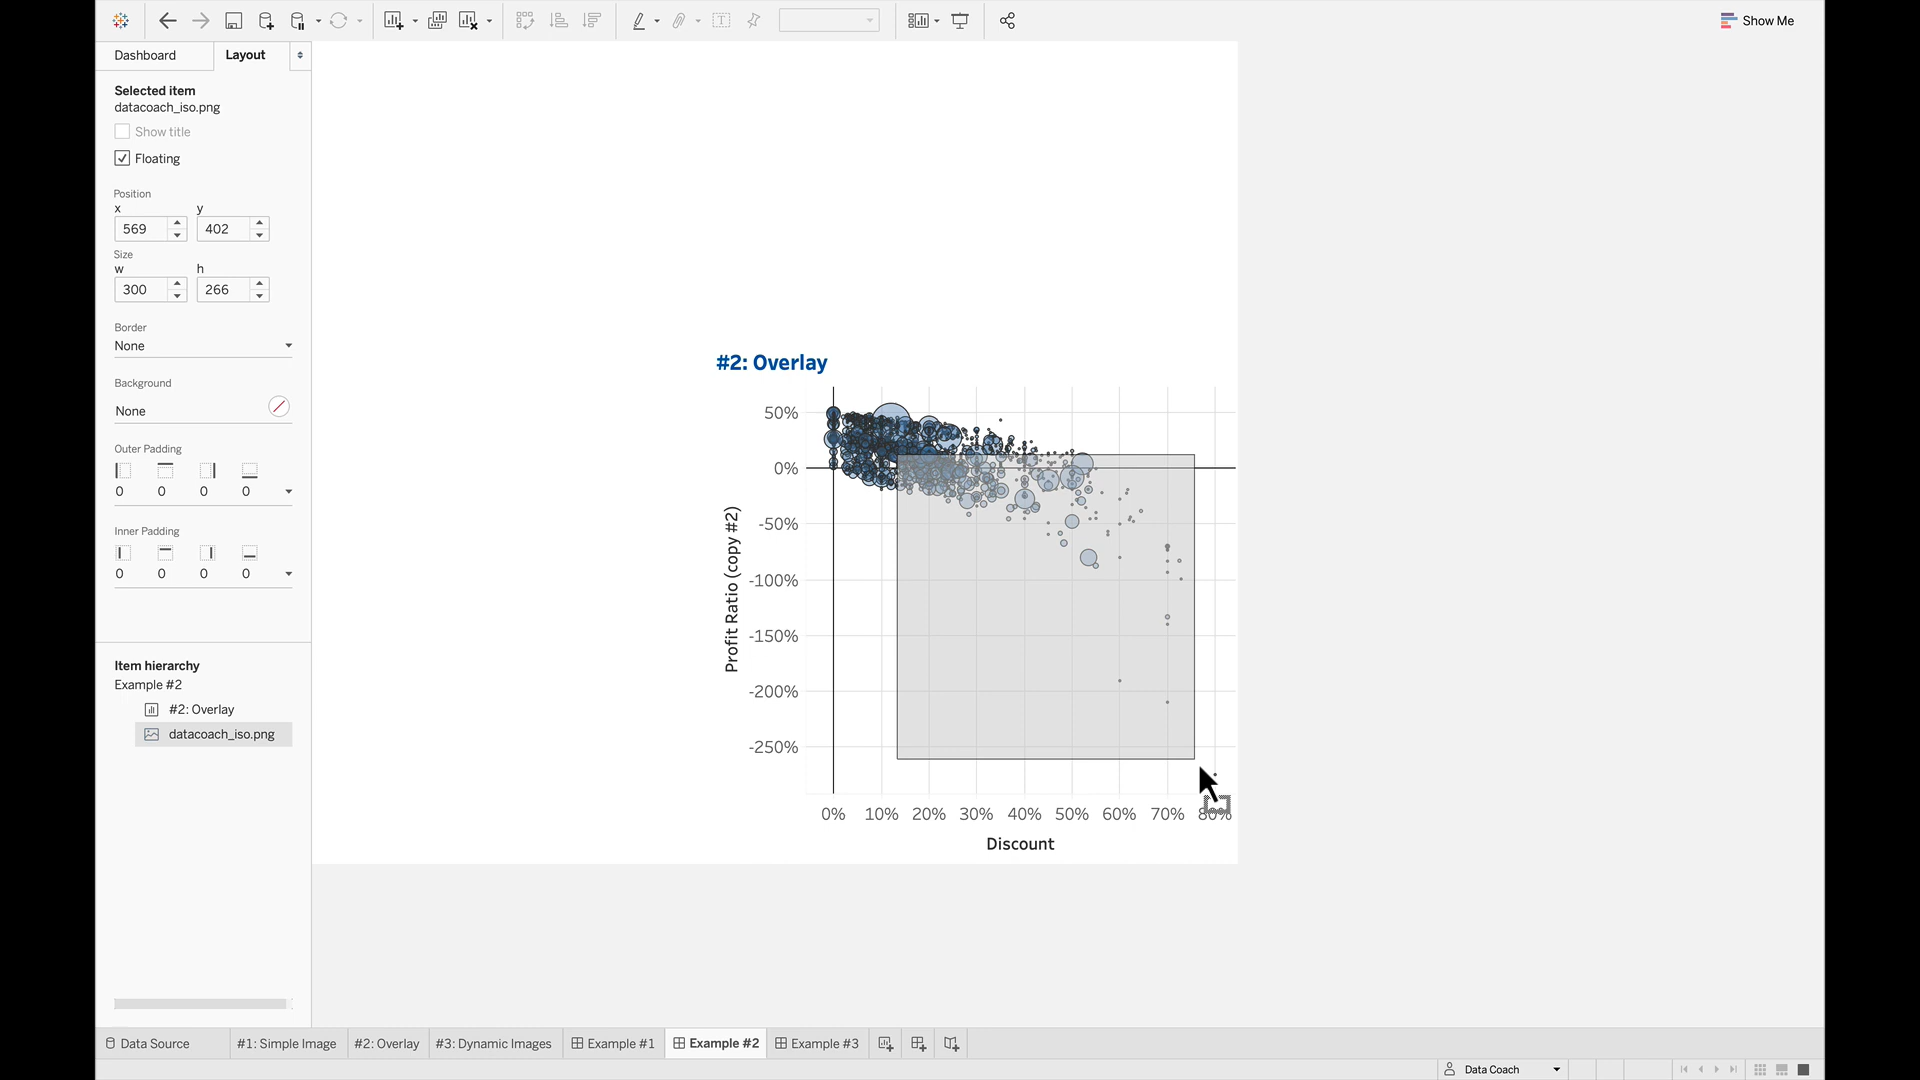 Show Me
Dashboard
Layout
Selected item
datacoach_iso.png
Show title
Floating
Position
x y
569 402
Size
w h
300 266
Border
None
Background
None
Outer Padding
0 0 0 0
Inner Padding
0 0 0 0
Item hierarchy
Example #2
#2: Overlay
datacoach_iso.png
#2: Overlay
50%
0%
-50%
-100%
-150%
-200%
-250%
Profit Ratio (copy #2)
0% 10% 20% 30% 40% 50% 60% 70% 80%
Discount
Data Source #1: Simple Image #2: Overlay #3: Dynamic Images Example #1 Example #2 Example #3
Data Coach